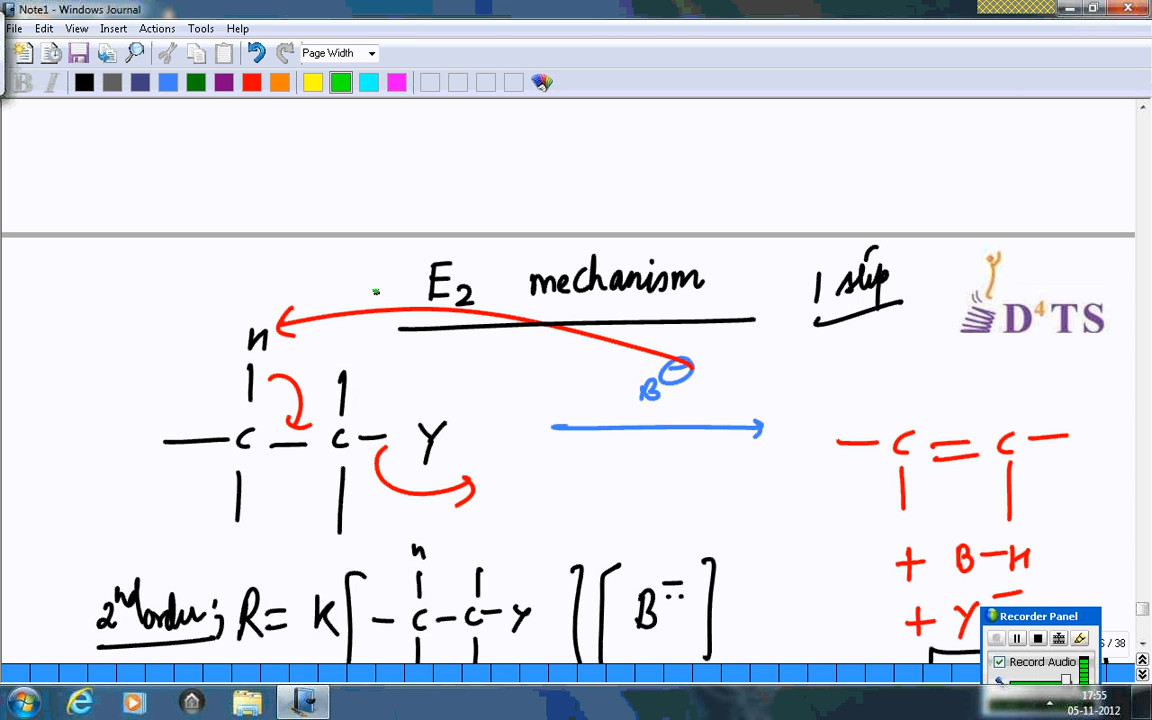 Note1 - Windows Journal
File Edit View Insert Actions Tools Help
Page Width
B I
E2 mechanism 1 step
D4TS
H
B⊖
C — C — Y
— C = C —
+ B—H
+ Y−
H
2nd order; R = K [ — C — C — Y ] [ B ]
Recorder Panel
/ 38
Record Audio
17:55
05-11-2012